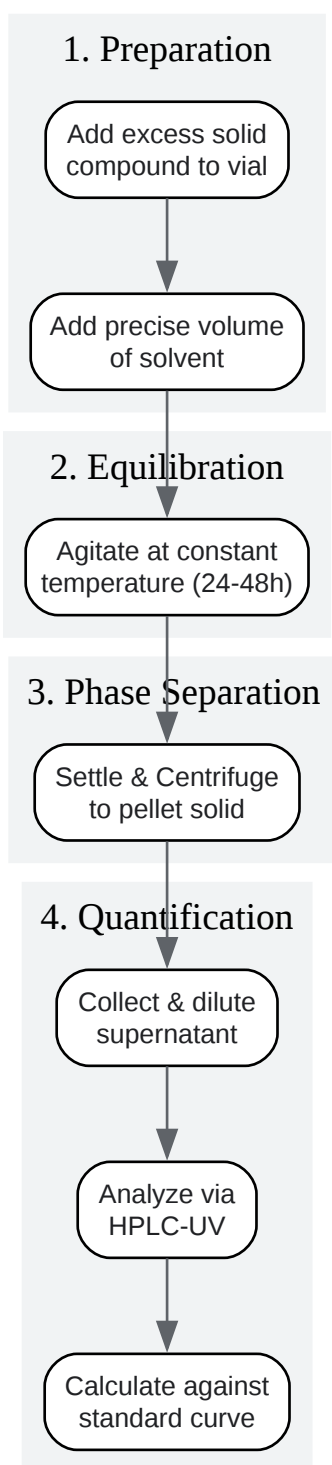 1. Preparation
Add excess solid
compound to vial
Add precise volume
of solvent
2. Equilibration
Agitate at constant
temperature (24-48h)
3. Phase Separation
Settle & Centrifuge
to pellet solid
4. Quantification
Collect & dilute
supernatant
Analyze via
HPLC-UV
Calculate against
standard curve